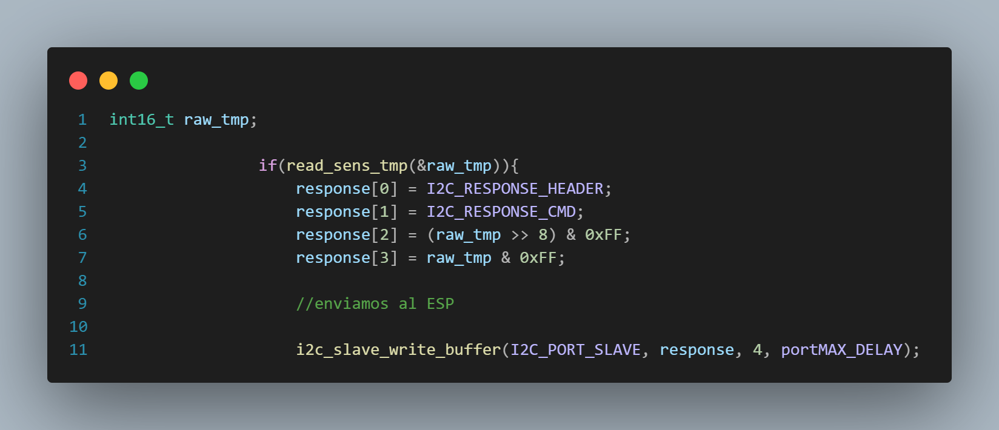 1 int16_t raw_tmp;
2
3 if(read_sens_tmp(&raw_tmp)){
4 response[0] = I2C_RESPONSE_HEADER;
5 response[1] = I2C_RESPONSE_CMD;
6 response[2] = (raw_tmp >> 8) & 0xFF;
7 response[3] = raw_tmp & 0xFF;
8
9 //enviamos al ESP
10
11 i2c_slave_write_buffer(I2C_PORT_SLAVE, response, 4, portMAX_DELAY);